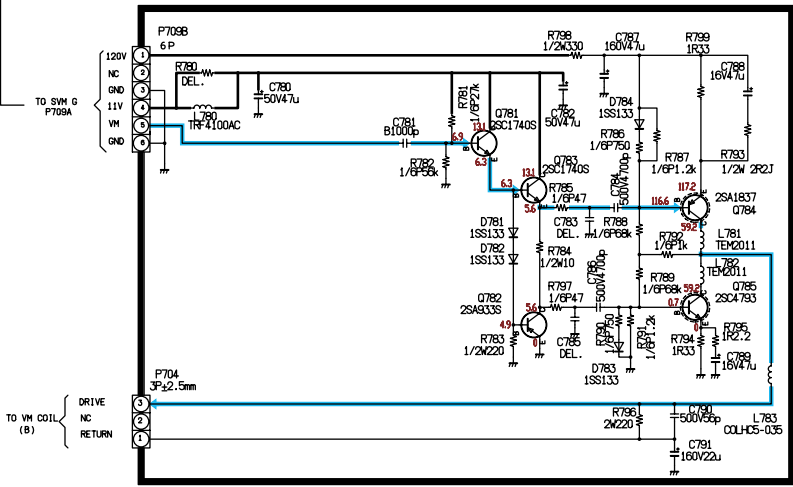 P709B
6P
120V
NC
GND
11V
VM
GND
1
2
3
4
5
6
TO SVM G
P709A
R780
DEL.
L780
TRF4100AC
C780
50V47u
C781
B1000p
R782
1/6P56k
R781
1/6P27k
Q781
2SC1740S
13.1
6.9
6.3
B
E
C782
50V47u
Q783
2SC1740S
13.1
6.3
5.6
B
E
R785
1/6P47
C783
DEL.
D781
1SS133
D782
1SS133
R784
1/2W10
R797
1/6P47
Q782
2SA933S
5.6
4.9
0
B
E
R783
1/2W220
C785
DEL.
R798
1/2W330
C787
160V47u
R799
1R33
C788
16V47u
D784
1SS133
R786
1/6P750
C784
500V4700p
R787
1/6P1.2k
R793
1/2W 2R2J
R788
1/6P68k
117.2
116.6
59.2
B
E
C
2SA1837
Q784
R792
1/6P1k
L781
TEM2011
L782
TEM2011
C786
500V4700p
R789
1/6P68k
59.2
0.7
0
B
E
C
Q785
2SC4793
R790
1/6P750
R791
1/6P1.2k
D783
1SS133
R794
1R33
R795
1R2.2
C789
16V47u
P704
3P±2.5mm
TO VM COIL
(B)
DRIVE
NC
RETURN
3
2
1
R796
2W220
C790
500V56p
C791
160V22u
L783
COLHC5-035